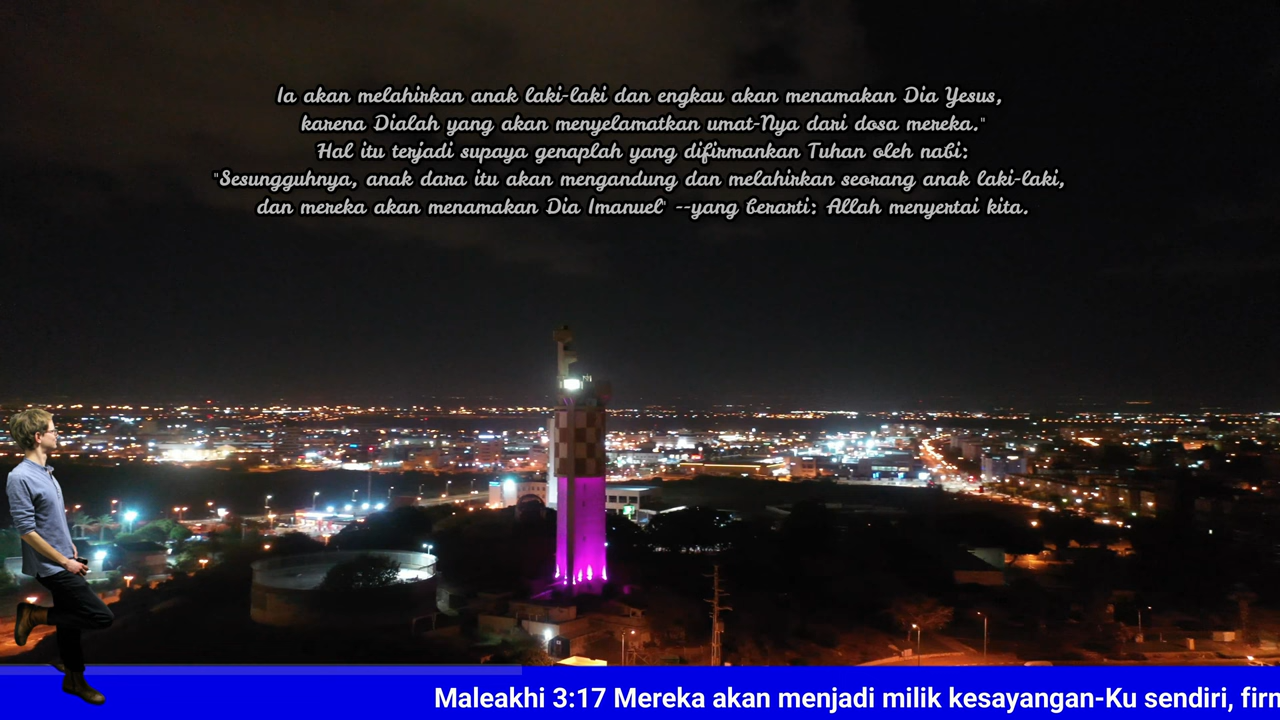 Ia akan melahirkan anak laki-laki dan engkau akan menamakan Dia Yesus,
karena Dialah yang akan menyelamatkan umat-Nya dari dosa mereka."
Hal itu terjadi supaya genaplah yang difirmankan Tuhan oleh nabi:
"Sesungguhnya, anak dara itu akan mengandung dan melahirkan seorang anak laki-laki,
dan mereka akan menamakan Dia Imanuel" --yang berarti: Allah menyertai kita.
Maleakhi 3:17 Mereka akan menjadi milik kesayangan-Ku sendiri,